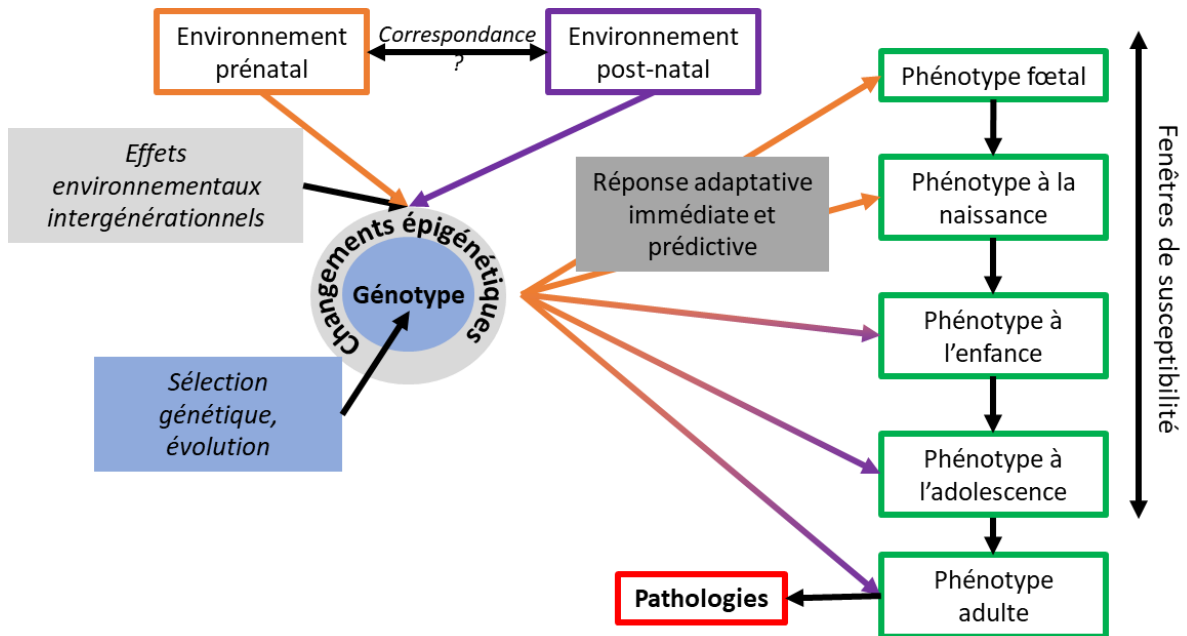 Environnement
prénatal
Correspondance
?
Environnement
post-natal
Phénotype fœtal
Effets
environnementaux
intergénérationnels
Réponse adaptative
immédiate et
prédictive
Phénotype à la
naissance
Fenêtres de susceptibilité
Changements épigénétiques
Génotype
Phénotype à
l’enfance
Sélection
génétique,
évolution
Phénotype à
l’adolescence
Pathologies
Phénotype
adulte